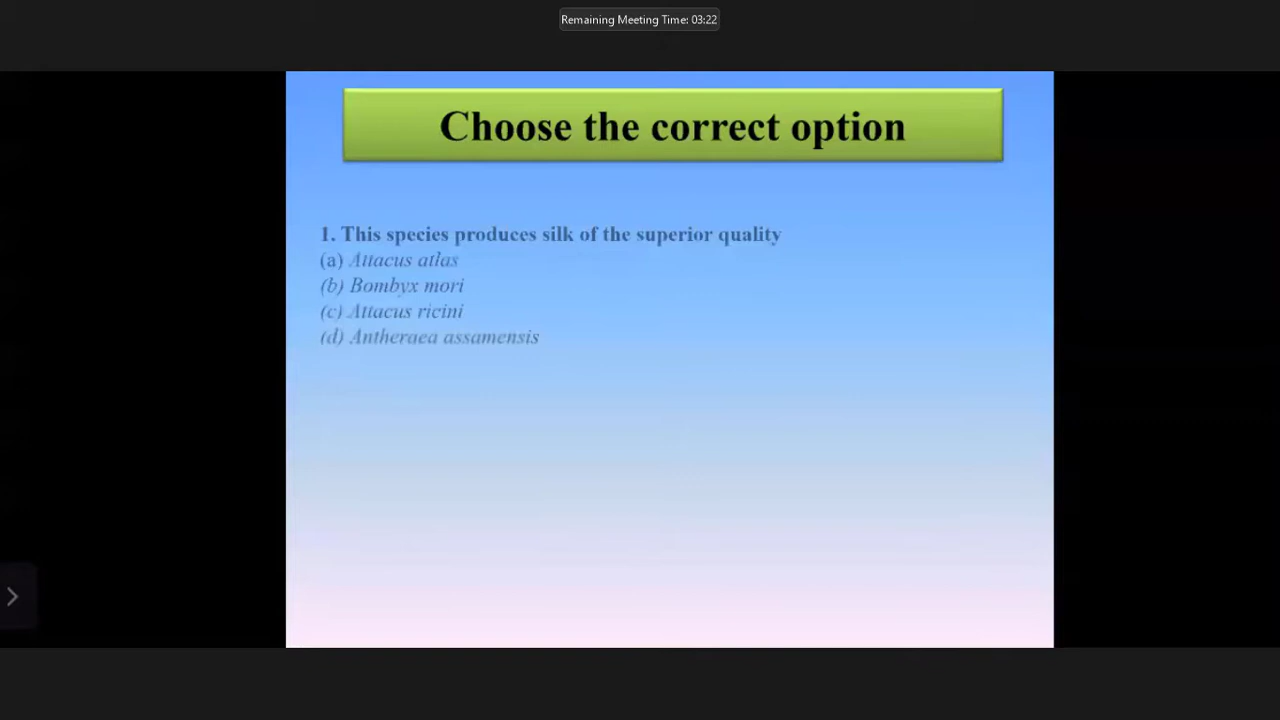 Remaining Meeting Time: 03:22
Choose the correct option
1. This species produces silk of the superior quality
(a) Attacus atlas
(b) Bombyx mori
(c) Attacus ricini
(d) Antheraea assamensis